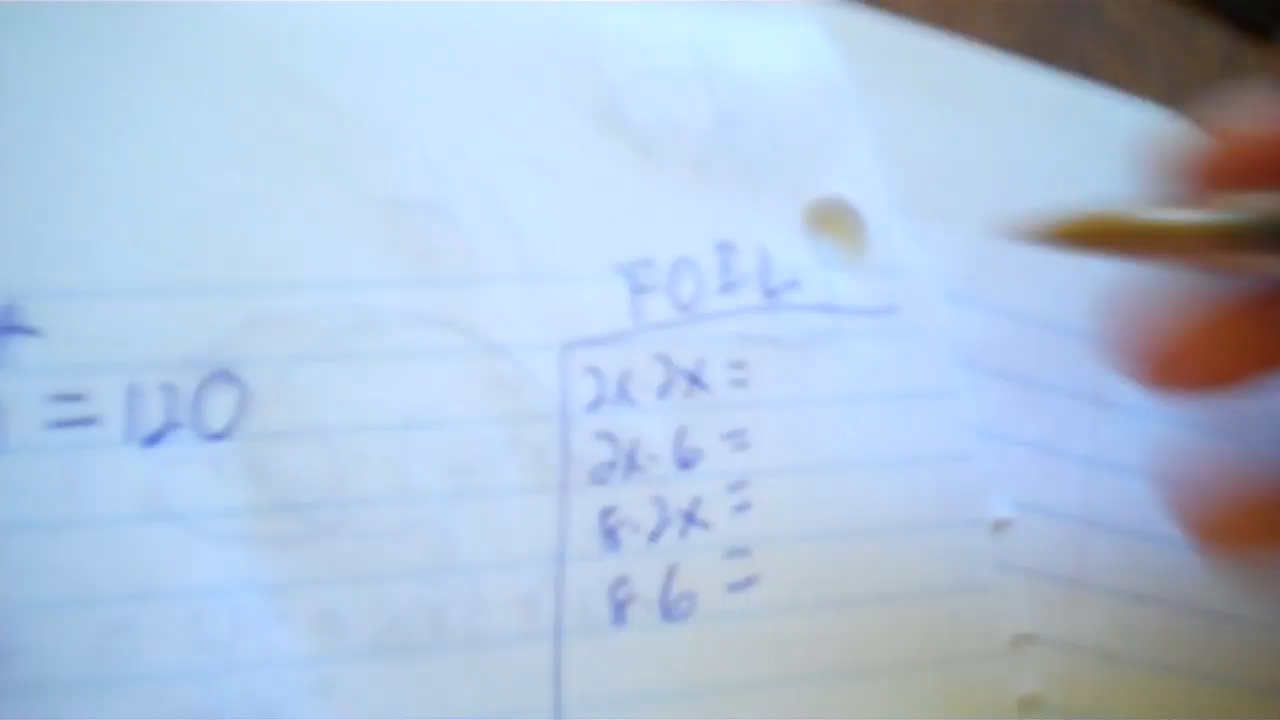 FOIL
= 120
2x 2x =
2x · 6 =
8 · 2x =
8 · 6 =